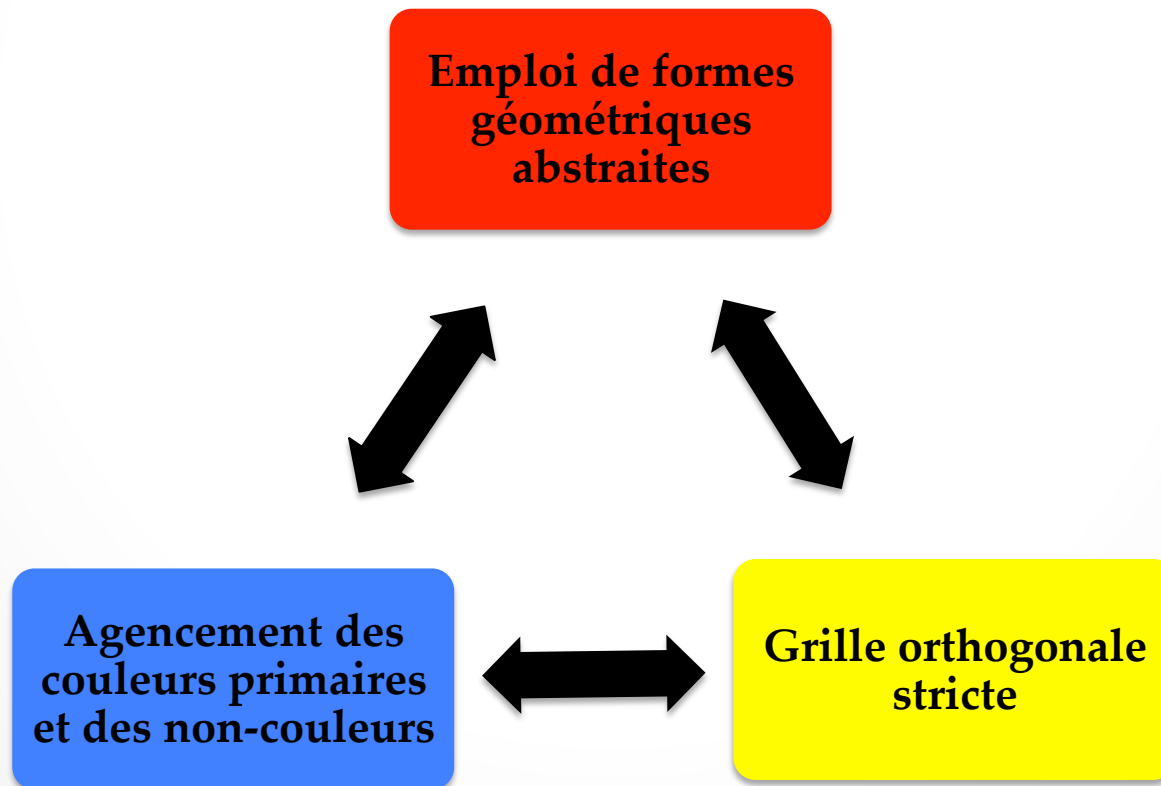 Emploi de formes
géométriques
abstraites
Agencement des
couleurs primaires
et des non-couleurs
Grille orthogonale
stricte